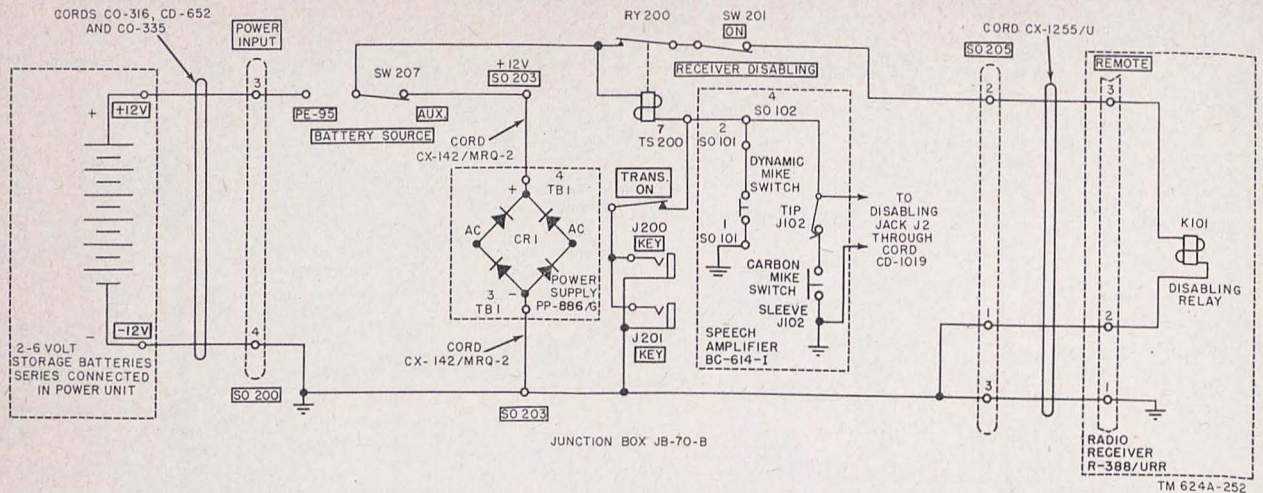 CORDS CO-316, CD-652
AND CO-335
POWER
INPUT
RY 200
SW 201
ON
CORD CX-1255/U
SO 205
REMOTE
+12V
SO 203
SW 207
RECEIVER DISABLING
+
+12V
3
PE-95
AUX.
BATTERY SOURCE
CORD
CX-142/MRQ-2
7
TS 200
2
SO 101
4
SO 102
2
3
TRANS.
ON
4
TB 1
+
AC
CR 1
AC
DYNAMIC
MIKE
SWITCH
TIP
J102
TO
DISABLING
JACK J2
THROUGH
CORD
CD-1019
J200
KEY
1
SO 101
K101
DISABLING
RELAY
POWER
SUPPLY
PP-886/G
3
TB 1
-
CARBON
MIKE
SWITCH
SLEEVE
J102
J201
KEY
SPEECH
AMPLIFIER
BC-614-I
1
2
-
-12V
4
2-6 VOLT
STORAGE BATTERIES
SERIES CONNECTED
IN POWER UNIT
CORD
CX-142/MRQ-2
SO 200
SO 203
3
1
JUNCTION BOX JB-70-B
RADIO
RECEIVER
R-388/URR
TM 624A-252